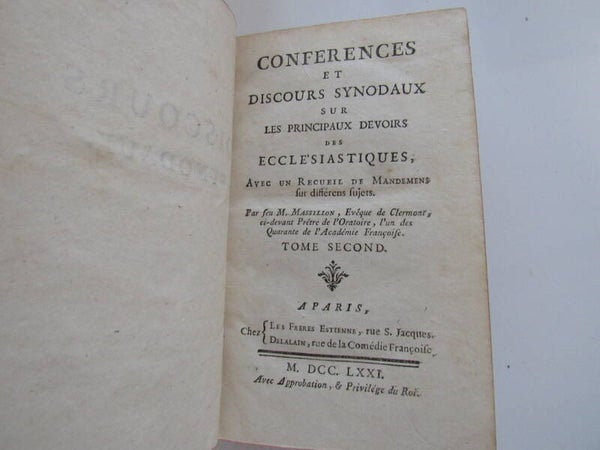 CONFERENCES
ET
DISCOURS SYNODAUX
SUR
LES PRINCIPAUX DEVOIRS
DES
ECCLE'SIASTIQUES,
AVEC UN RECUEIL DE MANDEMENS
sur différens sujets.
Par feu M. MASSILLON, Evêque de Clermont,
ci-devant Prêtre de l'Oratoire, l'un des
Quarante de l'Académie Françoise.
TOME SECOND.
A PARIS,
Chez { LES FRERES ESTIENNE, rue S. Jacques.
DELALAIN, rue de la Comédie Françoise.
M. DCC. LXXI.
Avec Approbation, & Privilége du Roi.